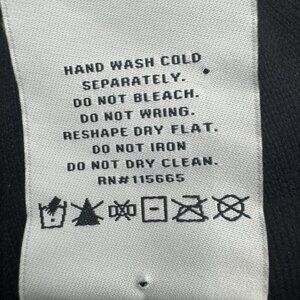 HAND WASH COLD
SEPARATELY.
DO NOT BLEACH.
DO NOT WRING.
RESHAPE DRY FLAT.
DO NOT IRON
DO NOT DRY CLEAN.
RN#115665